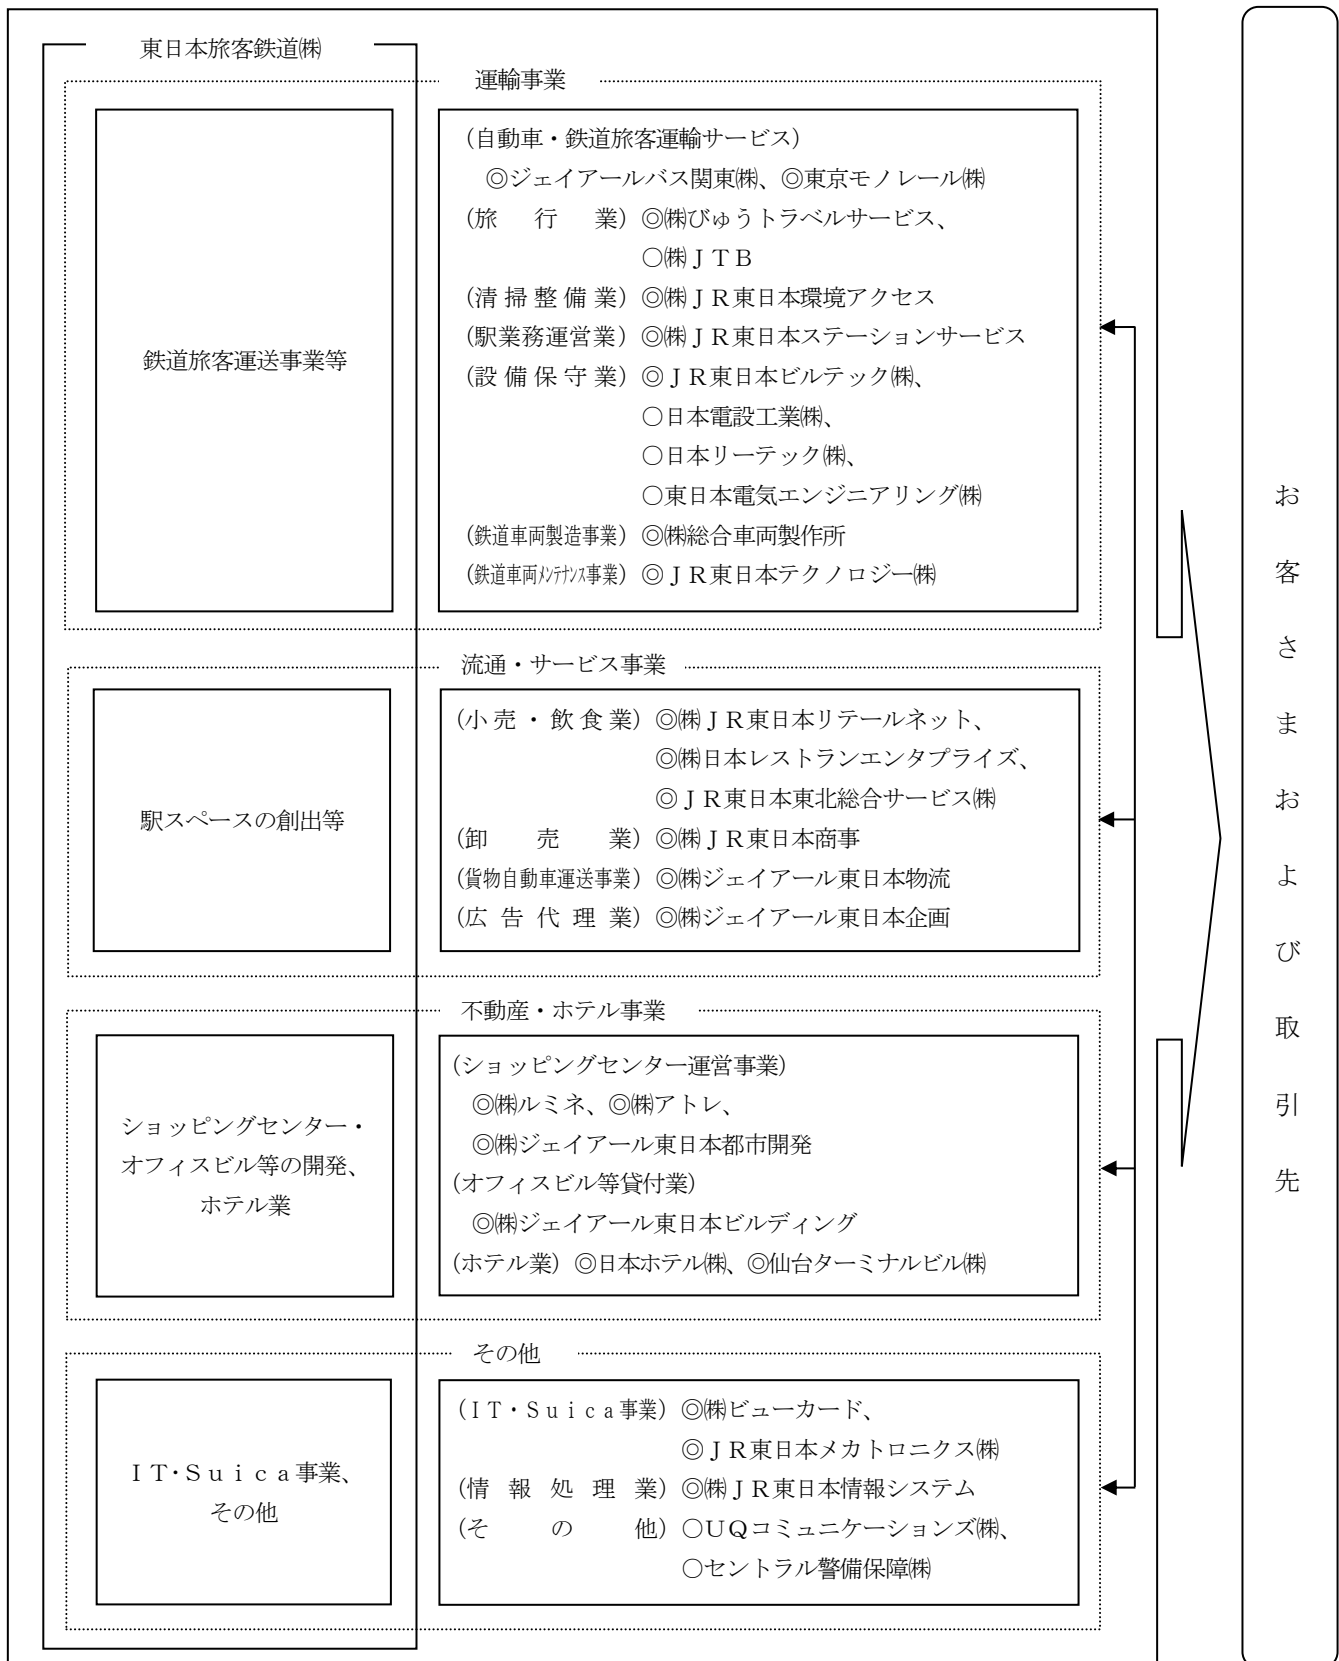 東日本旅客鉄道㈱
運輸事業
鉄道旅客運送事業等
(自動車・鉄道旅客運輸サービス)
◎ジェイアールバス関東㈱、◎東京モノレール㈱
(旅行業) ◎㈱びゅうトラベルサービス、
○㈱ＪＴＢ
(清掃整備業) ◎㈱ＪＲ東日本環境アクセス
(駅業務運営業) ◎㈱ＪＲ東日本ステーションサービス
(設備保守業) ◎ＪＲ東日本ビルテック㈱、
○日本電設工業㈱、
○日本リーテック㈱、
○東日本電気エンジニアリング㈱
(鉄道車両製造事業) ◎㈱総合車両製作所
(鉄道車両ﾒﾝﾃﾅﾝｽ事業) ◎ＪＲ東日本テクノロジー㈱
流通・サービス事業
駅スペースの創出等
(小売・飲食業) ◎㈱ＪＲ東日本リテールネット、
◎㈱日本レストランエンタプライズ、
◎ＪＲ東日本東北総合サービス㈱
(卸売業) ◎㈱ＪＲ東日本商事
(貨物自動車運送事業) ◎㈱ジェイアール東日本物流
(広告代理業) ◎㈱ジェイアール東日本企画
不動産・ホテル事業
ショッピングセンター・
オフィスビル等の開発、
ホテル業
(ショッピングセンター運営事業)
◎㈱ルミネ、◎㈱アトレ、
◎㈱ジェイアール東日本都市開発
(オフィスビル等貸付業)
◎㈱ジェイアール東日本ビルディング
(ホテル業) ◎日本ホテル㈱、◎仙台ターミナルビル㈱
その他
ＩＴ・Ｓｕｉｃａ事業、
その他
(ＩＴ・Ｓｕｉｃａ事業) ◎㈱ビューカード、
◎ＪＲ東日本メカトロニクス㈱
(情報処理業) ◎㈱ＪＲ東日本情報システム
(その他) ○ＵＱコミュニケーションズ㈱、
○セントラル警備保障㈱
お客さまおよび取引先